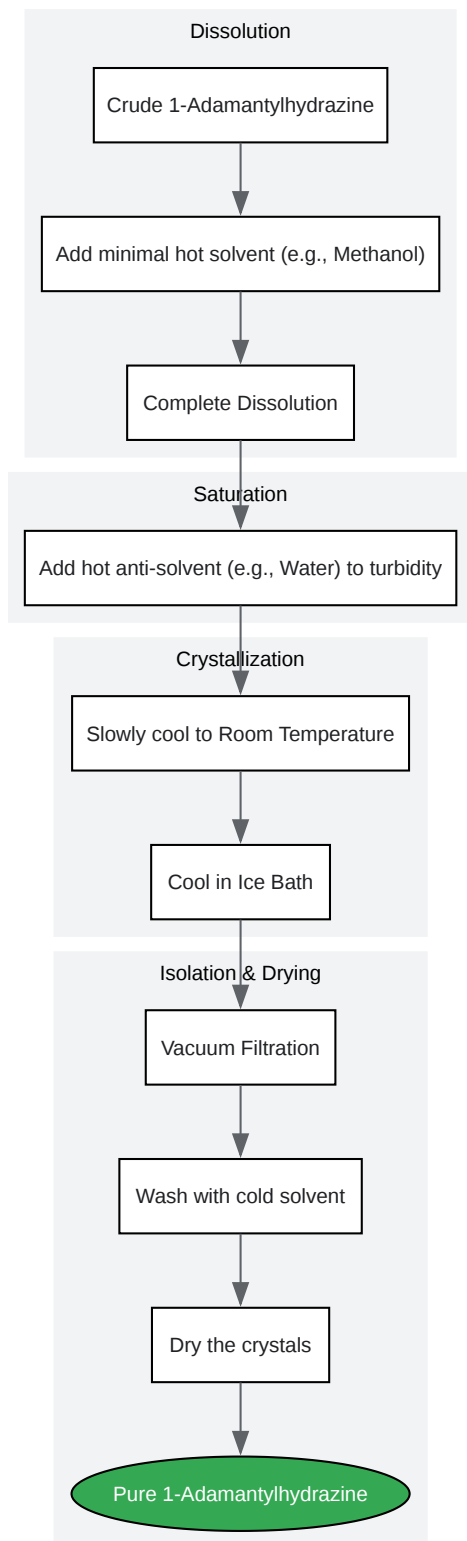 Dissolution
Crude 1-Adamantylhydrazine
Add minimal hot solvent (e.g., Methanol)
Complete Dissolution
Saturation
Add hot anti-solvent (e.g., Water) to turbidity
Crystallization
Slowly cool to Room Temperature
Cool in Ice Bath
Isolation & Drying
Vacuum Filtration
Wash with cold solvent
Dry the crystals
Pure 1-Adamantylhydrazine